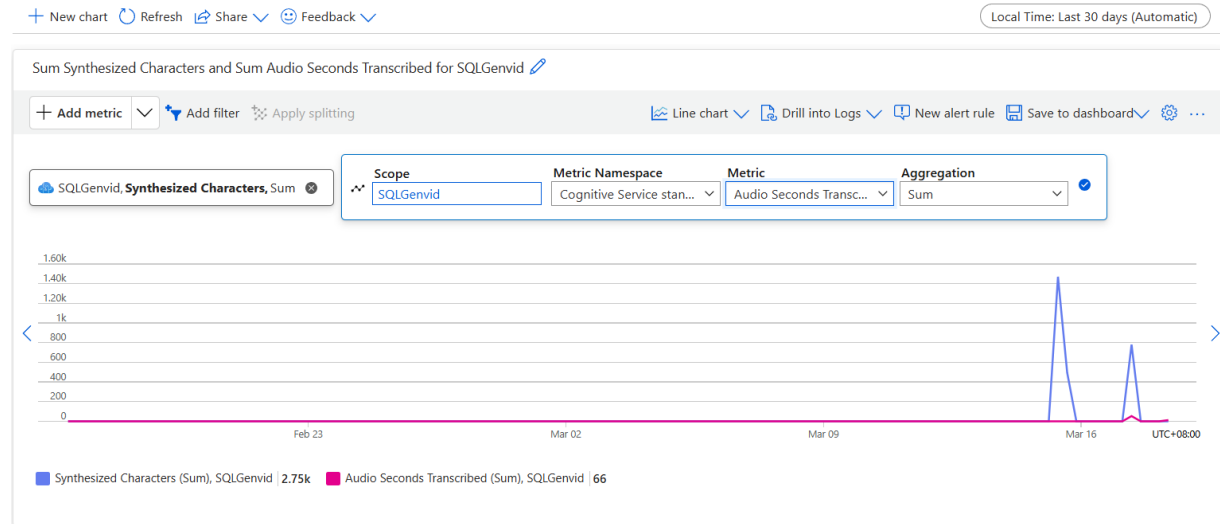 New chart Refresh Share Feedback Local Time: Last 30 days (Automatic)
Sum Synthesized Characters and Sum Audio Seconds Transcribed for SQLGenvid
Add metric Add filter Apply splitting Line chart Drill into Logs New alert rule Save to dashboard ...
Scope Metric Namespace Metric Aggregation
SQLGenvid, Synthesized Characters, Sum SQLGenvid Cognitive Service stan... Audio Seconds Transc... Sum
1.60k
1.40k
1.20k
1k
800
600
400
200
0
Feb 23 Mar 02 Mar 09 Mar 16 UTC+08:00
Synthesized Characters (Sum), SQLGenvid 2.75k Audio Seconds Transcribed (Sum), SQLGenvid 66